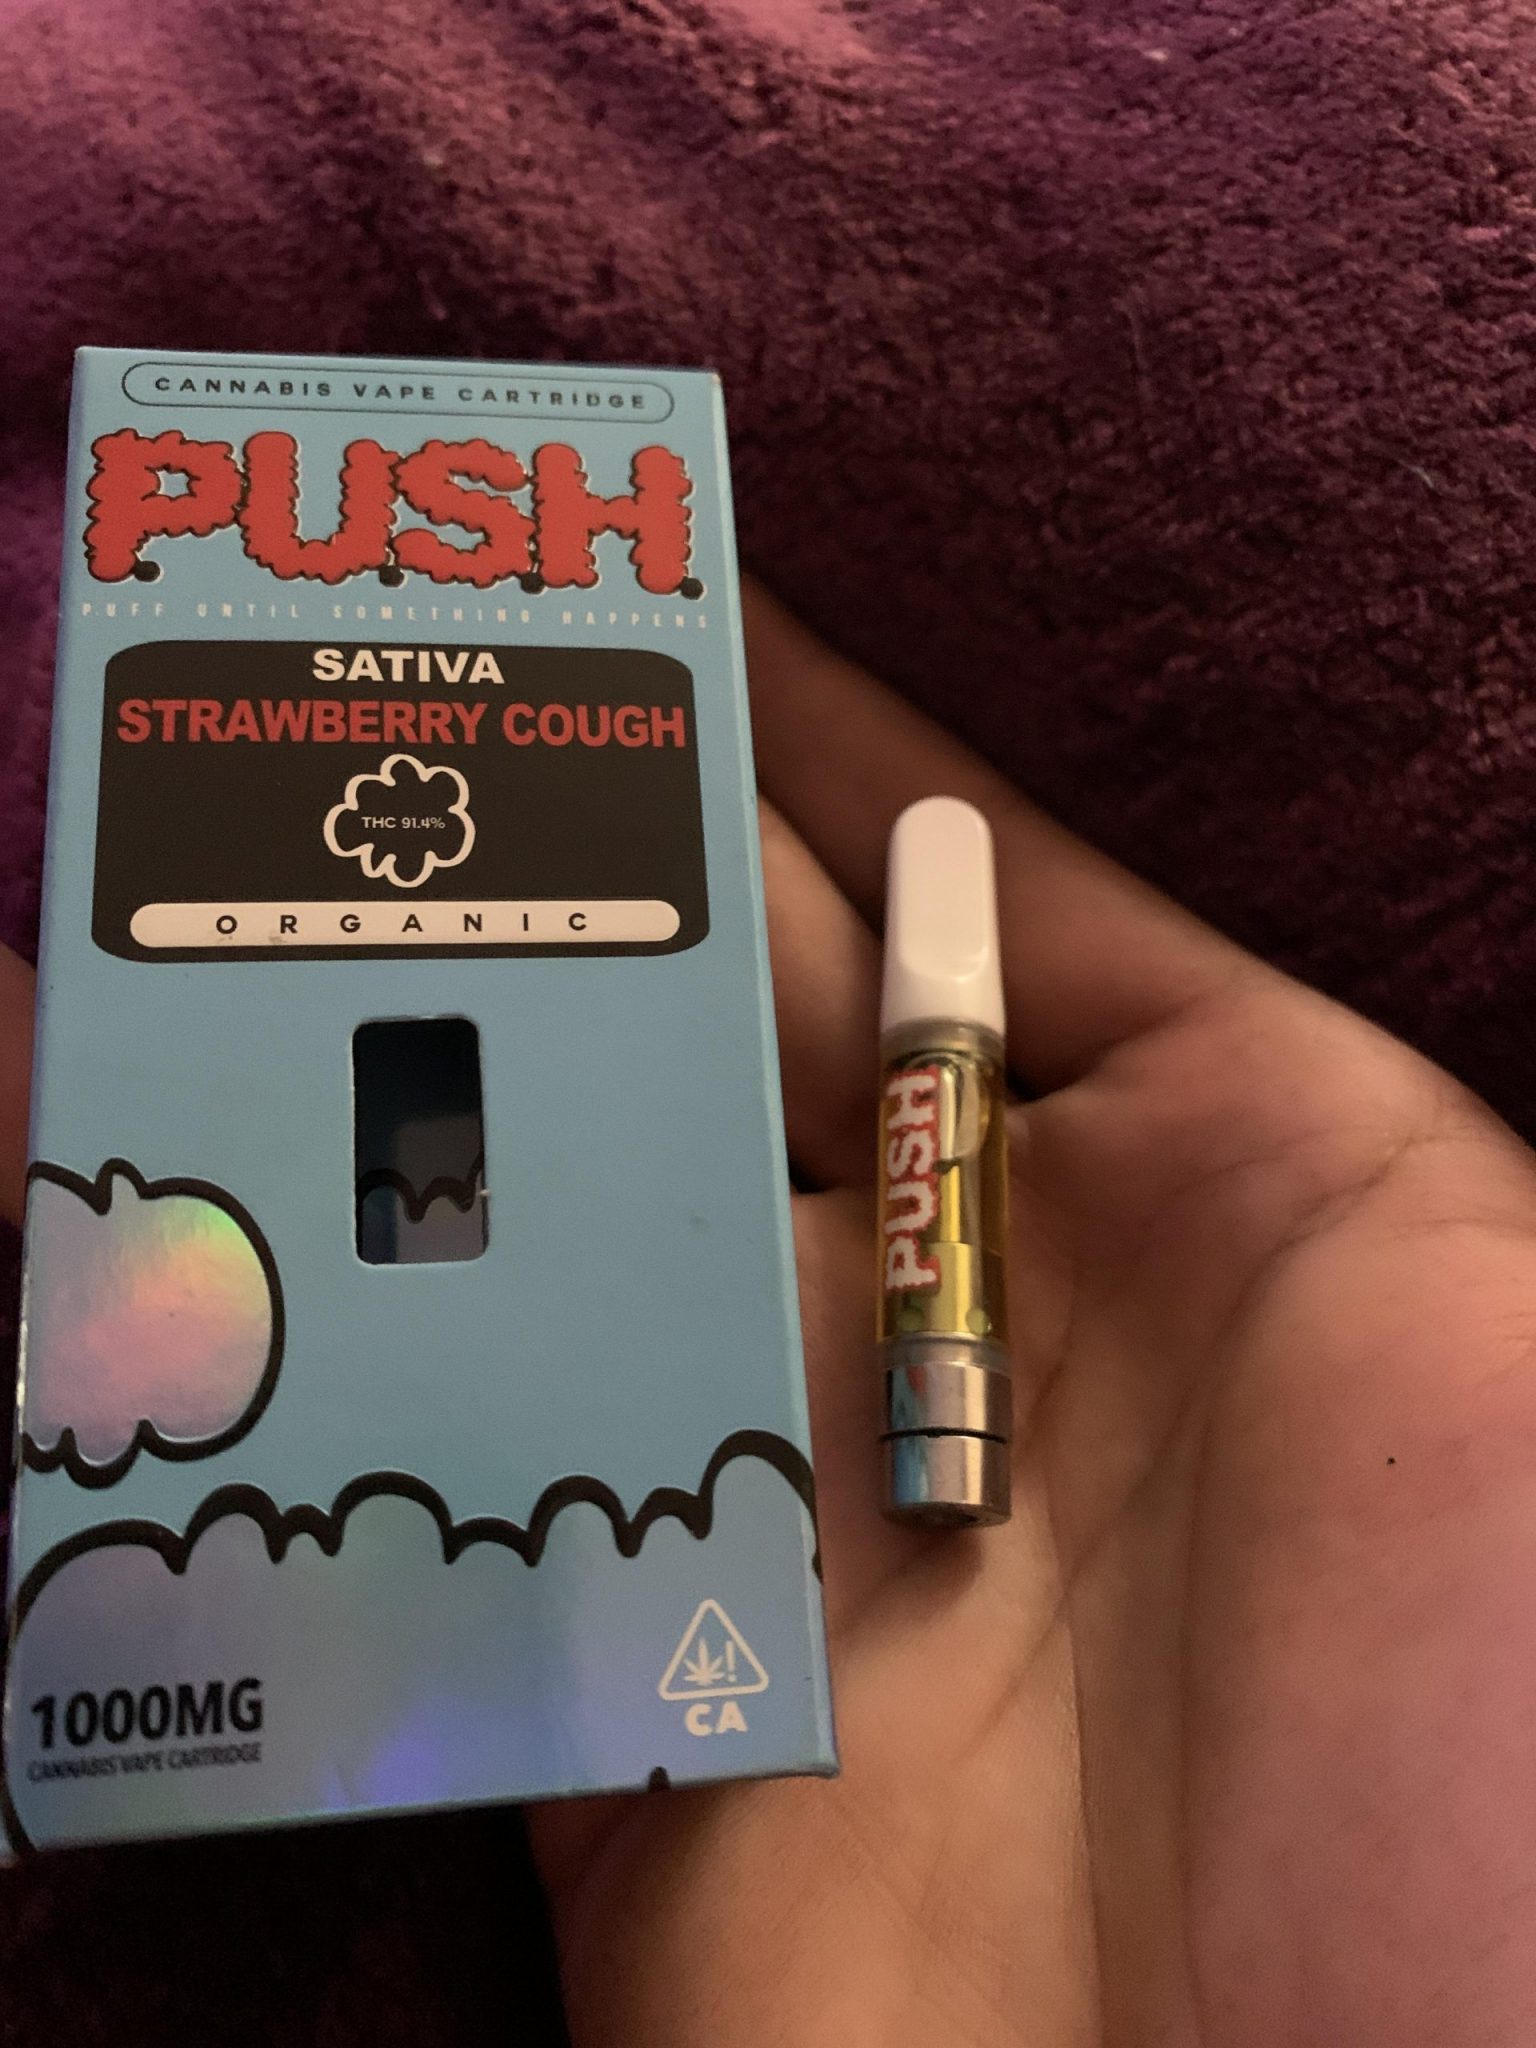 CANNABIS VAPE CARTRIDGE
P.U.S.H.
PUFF UNTIL SOMETHING HAPPENS
SATIVA
STRAWBERRY COUGH
THC 91.4%
ORGANIC
1000MG
CANNABIS VAPE CARTRIDGE
!
CA
PUSH